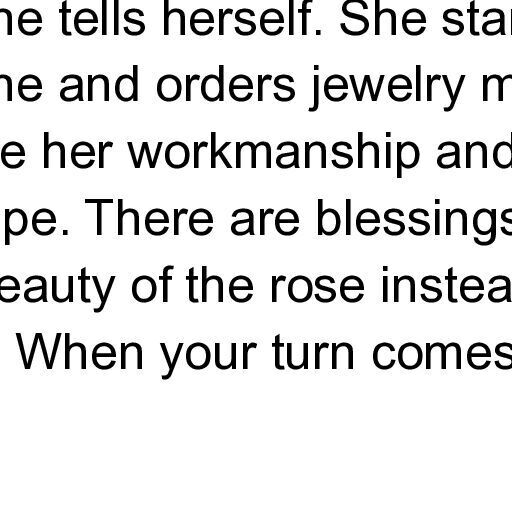 he tells herself. She star
ne and orders jewelry m
e her workmanship and
pe. There are blessings
eauty of the rose instea
When your turn comes